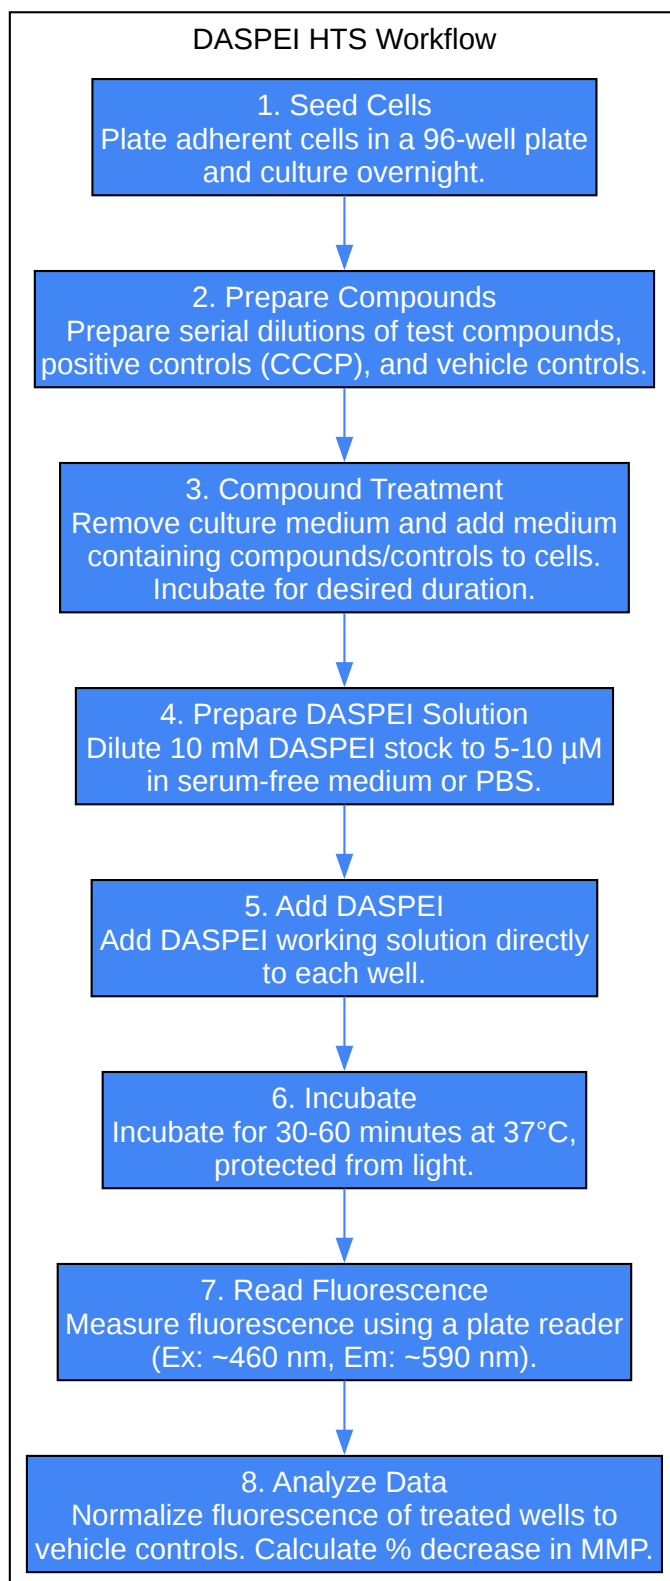 DASPEI HTS Workflow
1. Seed Cells
Plate adherent cells in a 96-well plate
and culture overnight.
2. Prepare Compounds
Prepare serial dilutions of test compounds,
positive controls (CCCP), and vehicle controls.
3. Compound Treatment
Remove culture medium and add medium
containing compounds/controls to cells.
Incubate for desired duration.
4. Prepare DASPEI Solution
Dilute 10 mM DASPEI stock to 5-10 µM
in serum-free medium or PBS.
5. Add DASPEI
Add DASPEI working solution directly
to each well.
6. Incubate
Incubate for 30-60 minutes at 37°C,
protected from light.
7. Read Fluorescence
Measure fluorescence using a plate reader
(Ex: ~460 nm, Em: ~590 nm).
8. Analyze Data
Normalize fluorescence of treated wells to
vehicle controls. Calculate % decrease in MMP.